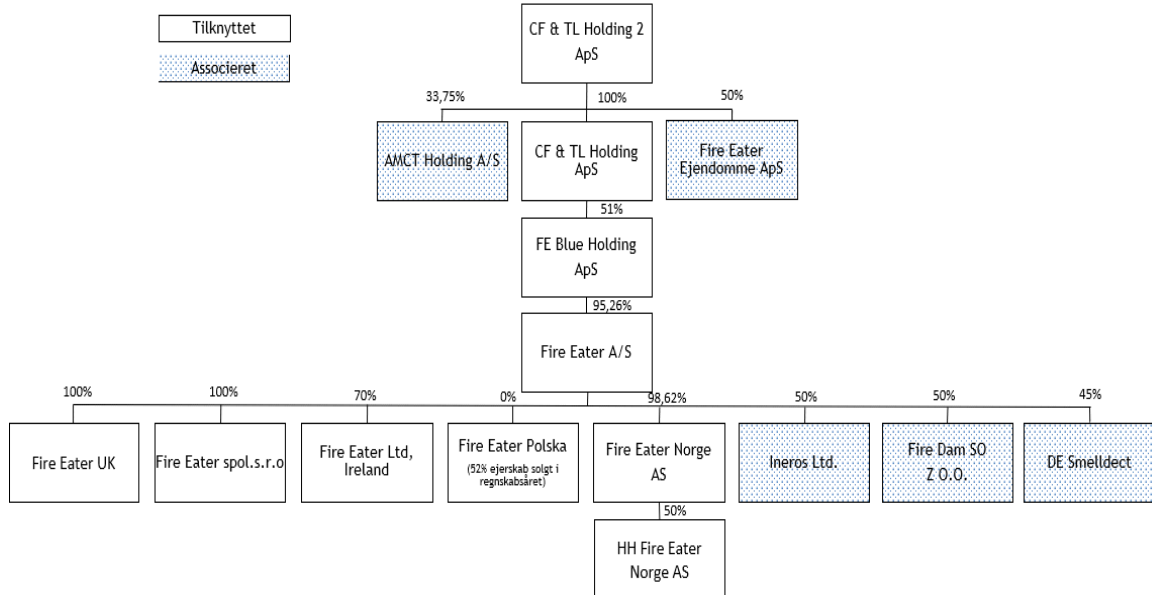 Tilknyttet
Associeret
CF & TL Holding 2
ApS
33,75%
100%
50%
AMCT Holding A/S
CF & TL Holding
ApS
Fire Eater
Ejendomme ApS
51%
FE Blue Holding
ApS
95,26%
Fire Eater A/S
100%
100%
70%
0%
98,62%
50%
50%
45%
Fire Eater UK
Fire Eater spol.s.r.o
Fire Eater Ltd,
Ireland
Fire Eater Polska
(52% ejerskab solgt i
regnskabsåret)
Fire Eater Norge
AS
Ineros Ltd.
Fire Dam SO
Z O.O.
DE Smelldect
50%
HH Fire Eater
Norge AS